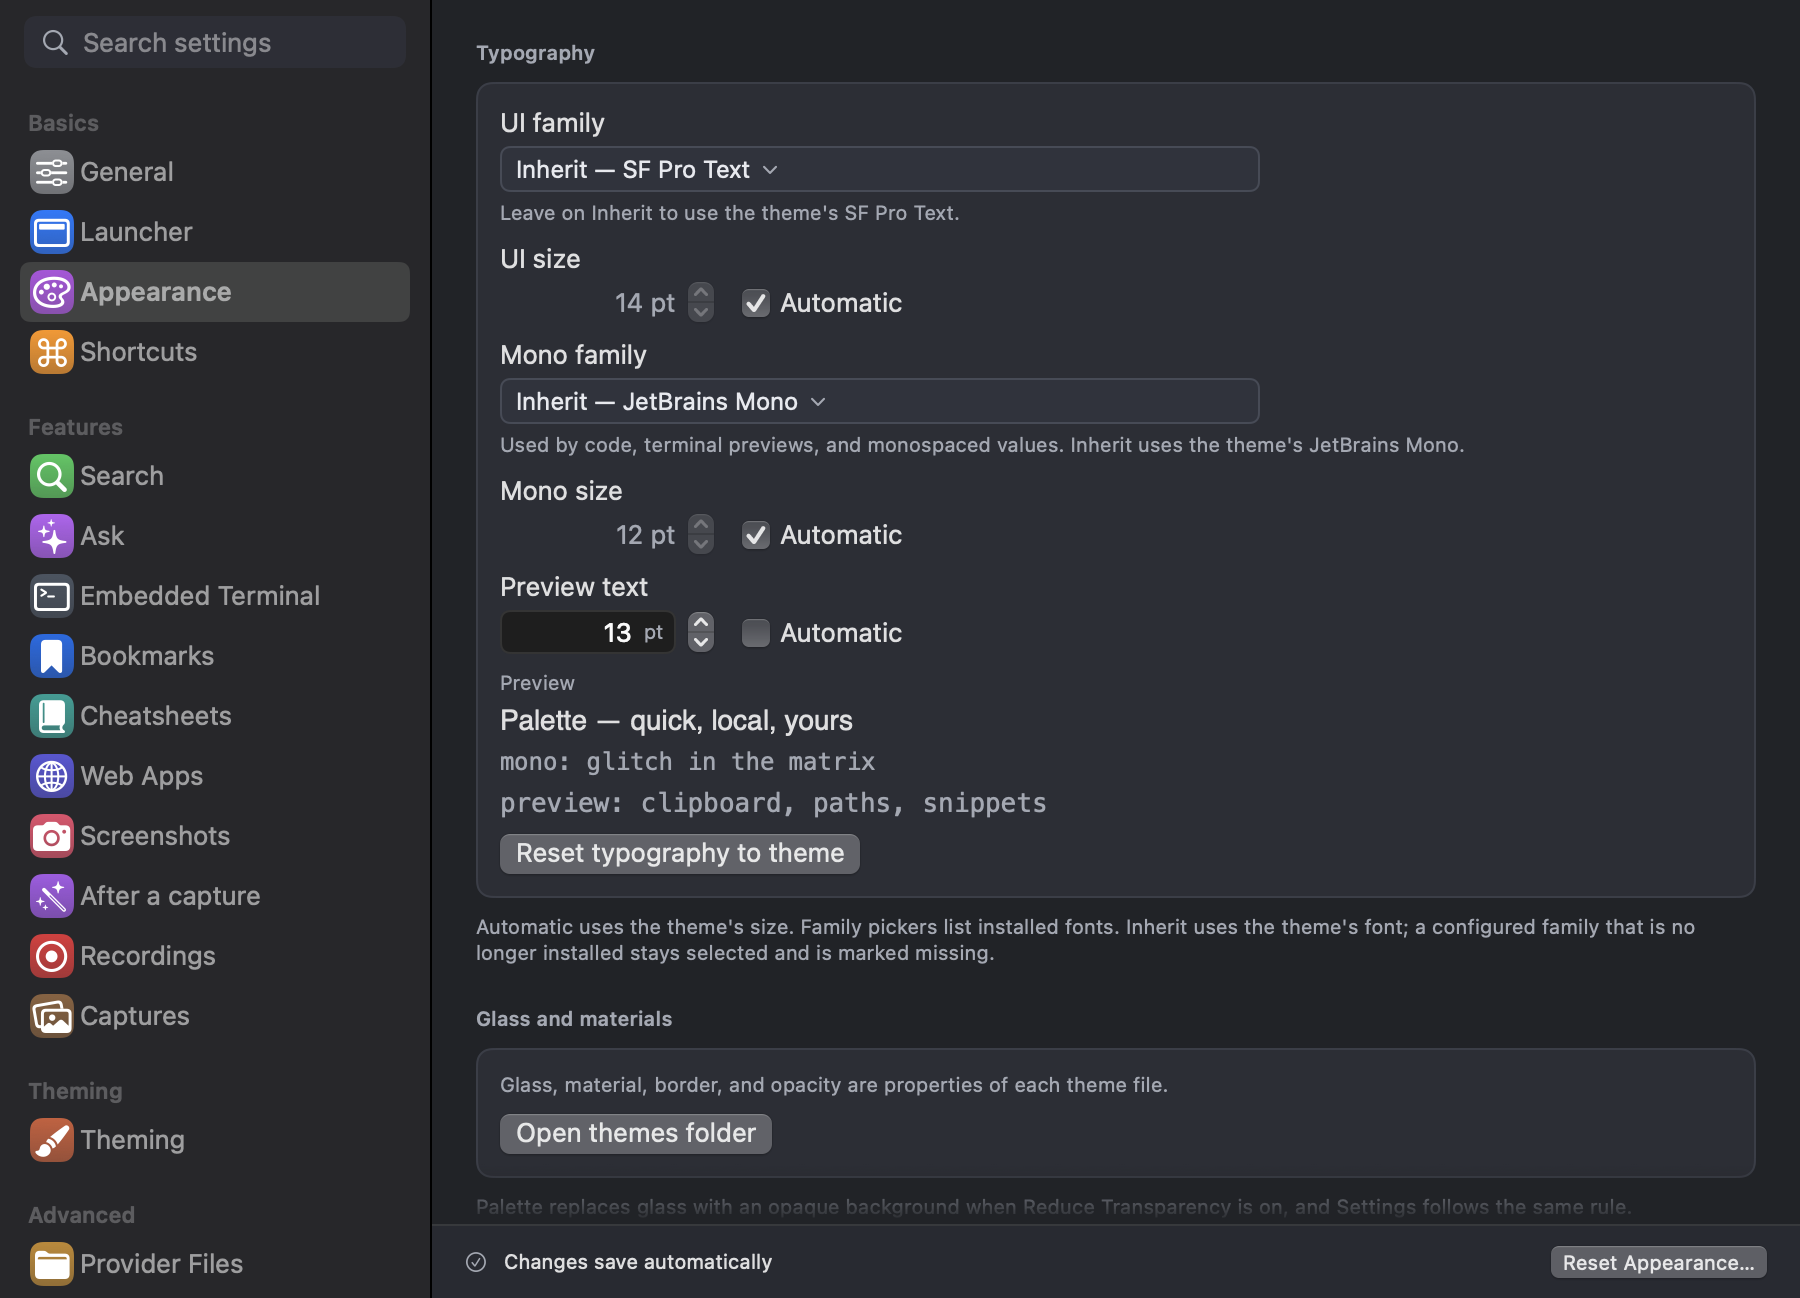 Search settings
Basics
General
Launcher
Appearance
Shortcuts
Features
Search
Ask
Embedded Terminal
Bookmarks
Cheatsheets
Web Apps
Screenshots
After a capture
Recordings
Captures
Theming
Theming
Advanced
Provider Files
Typography
UI family
Inherit — SF Pro Text
Leave on Inherit to use the theme's SF Pro Text.
UI size
14 pt Automatic
Mono family
Inherit — JetBrains Mono
Used by code, terminal previews, and monospaced values. Inherit uses the theme's JetBrains Mono.
Mono size
12 pt Automatic
Preview text
13 pt Automatic
Preview
Palette — quick, local, yours
mono: glitch in the matrix
preview: clipboard, paths, snippets
Reset typography to theme
Automatic uses the theme's size. Family pickers list installed fonts. Inherit uses the theme's font; a configured family that is no
longer installed stays selected and is marked missing.
Glass and materials
Glass, material, border, and opacity are properties of each theme file.
Open themes folder
Palette replaces glass with an opaque background when Reduce Transparency is on, and Settings follows the same rule.
Changes save automatically
Reset Appearance...